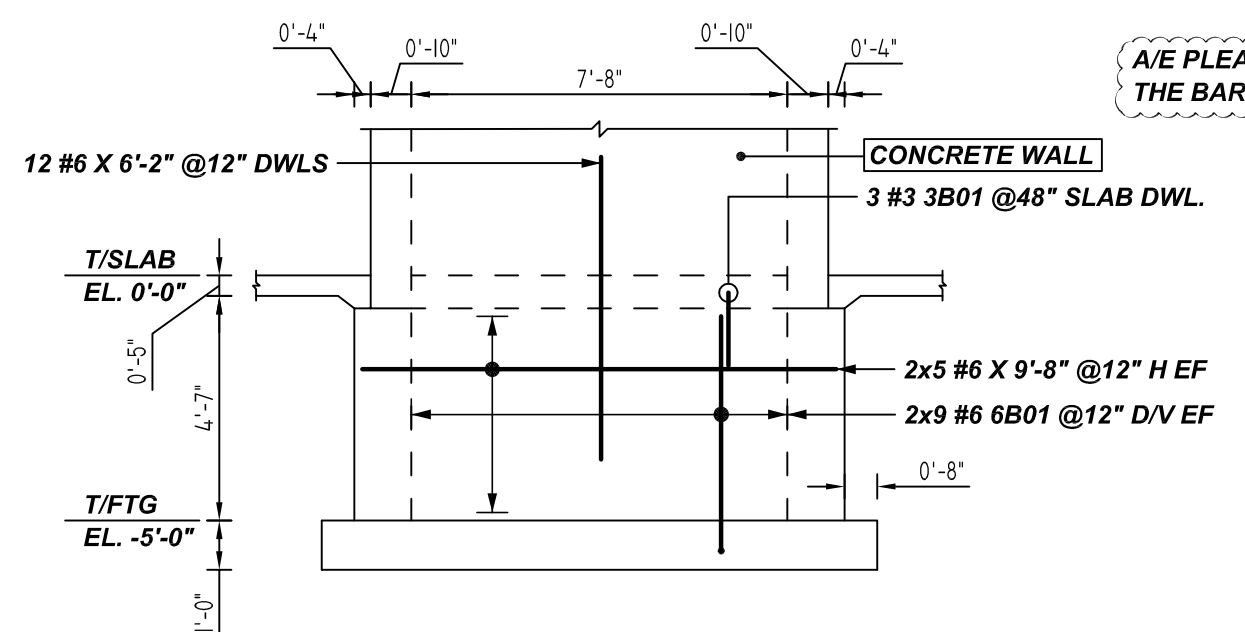 0'-4"
0'-10"
0'-10"
0'-4"
7'-8"
A/E PLEA
THE BAR
12 #6 X 6'-2" @12" DWLS
CONCRETE WALL
3 #3 3B01 @48" SLAB DWL.
T/SLAB
EL. 0'-0"
0'-5"
2x5 #6 X 9'-8" @12" H EF
4'-7"
2x9 #6 6B01 @12" D/V EF
0'-8"
T/FTG
EL. -5'-0"
1'-0"